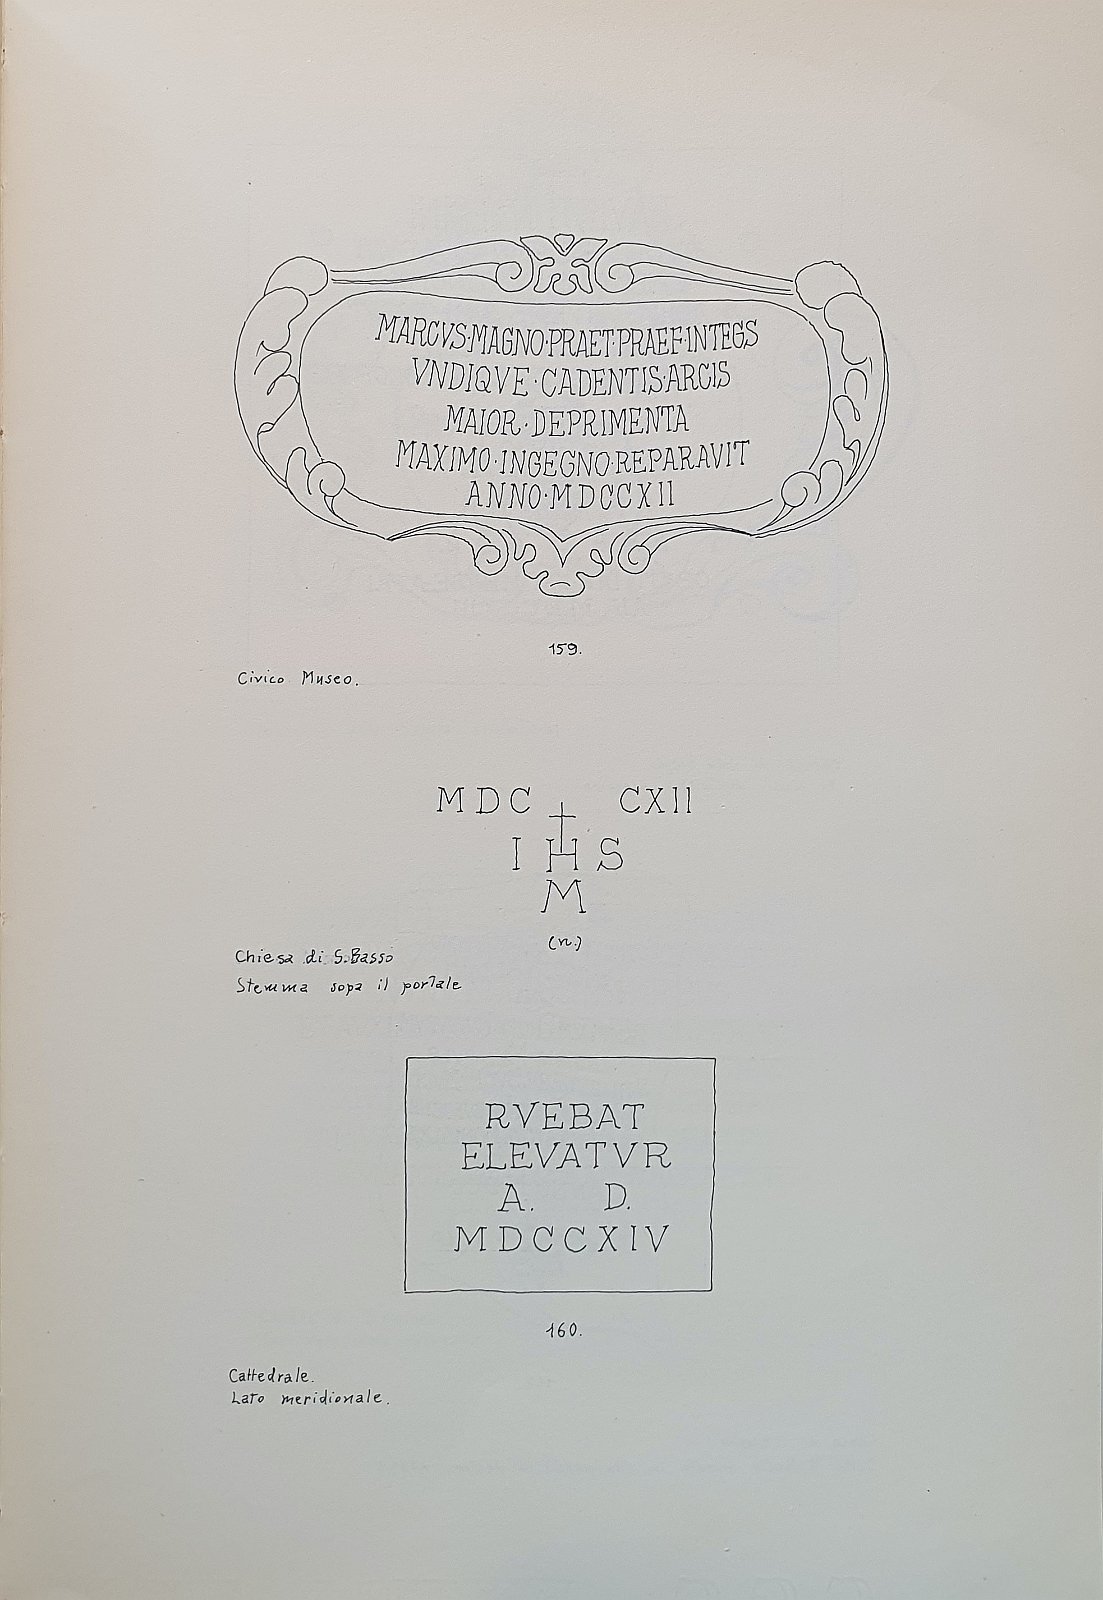 MARCVS·MAGNO·PRAET·PRAEF·INTEGS
VNDIQVE·CADENTIS·ARCIS
MAIOR·DEPRIMENTA
MAXIMO·INGEGNO·REPARAVIT
ANNO·MDCCXII
159.
Civico Museo.
MDC CXII
IHS
M
(n.)
Chiesa di S. Basso
Stemma sopa il portale
RVEBAT
ELEVATVR
A. D.
MDCCXIV
160.
Cattedrale.
Lato meridionale.